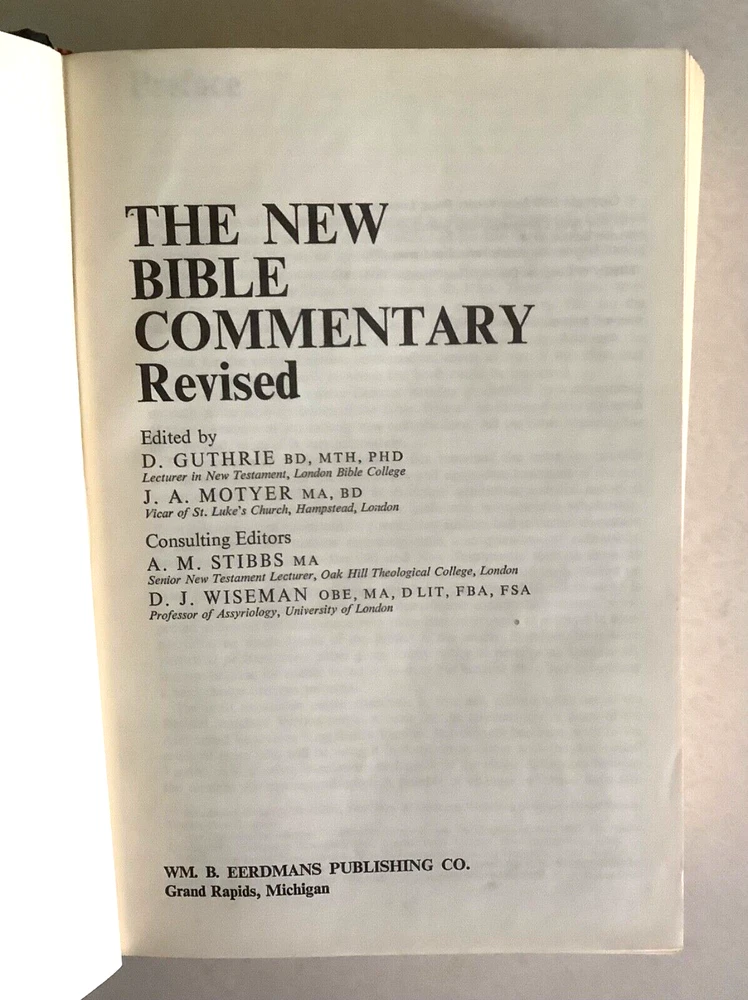 Preface
THE NEW
BIBLE
COMMENTARY
Revised
Edited by
D. GUTHRIE BD, MTH, PHD
Lecturer in New Testament, London Bible College
J. A. MOTYER MA, BD
Vicar of St. Luke's Church, Hampstead, London
Consulting Editors
A. M. STIBBS MA
Senior New Testament Lecturer, Oak Hill Theological College, London
D. J. WISEMAN OBE, MA, D LIT, FBA, FSA
Professor of Assyriology, University of London
WM. B. EERDMANS PUBLISHING CO.
Grand Rapids, Michigan